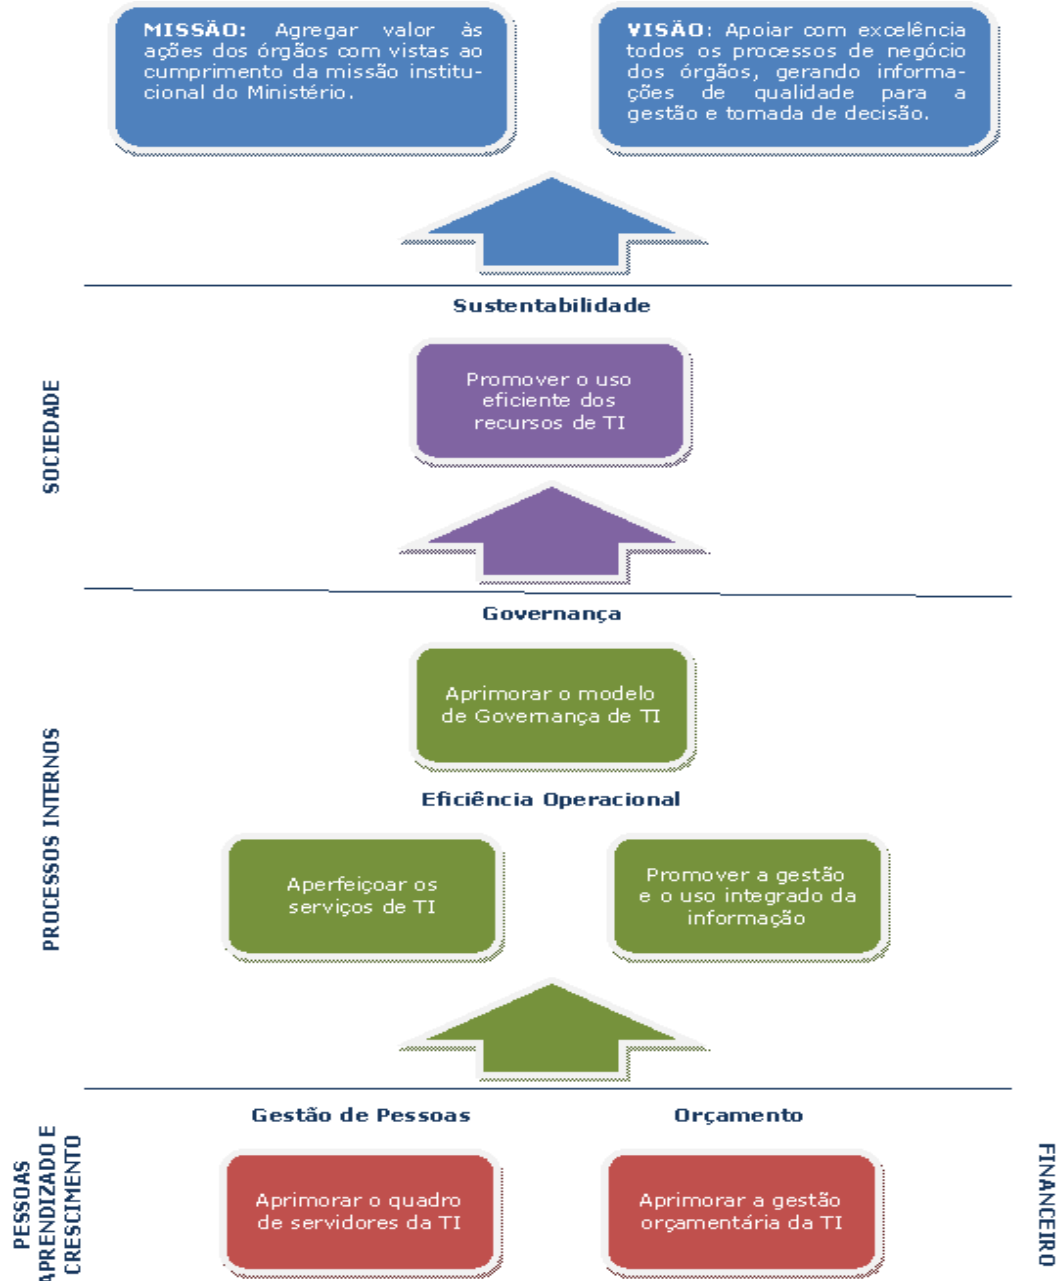 MISSÃO: Agregar valor às
ações dos órgãos com vistas ao
cumprimento da missão institu-
cional do Ministério.
VISÃO: Apoiar com excelência
todos os processos de negócio
dos órgãos, gerando informa-
ções de qualidade para a
gestão e tomada de decisão.
Sustentabilidade
SOCIEDADE
Promover o uso
eficiente dos
recursos de TI
Governança
PROCESSOS INTERNOS
Aprimorar o modelo
de Governança de TI
Eficiência Operacional
Aperfeiçoar os
serviços de TI
Promover a gestão
e o uso integrado da
informação
Gestão de Pessoas
Orçamento
PESSOAS
APRENDIZADO E
CRESCIMENTO
Aprimorar o quadro
de servidores da TI
Aprimorar a gestão
orçamentária da TI
FINANCEIRO